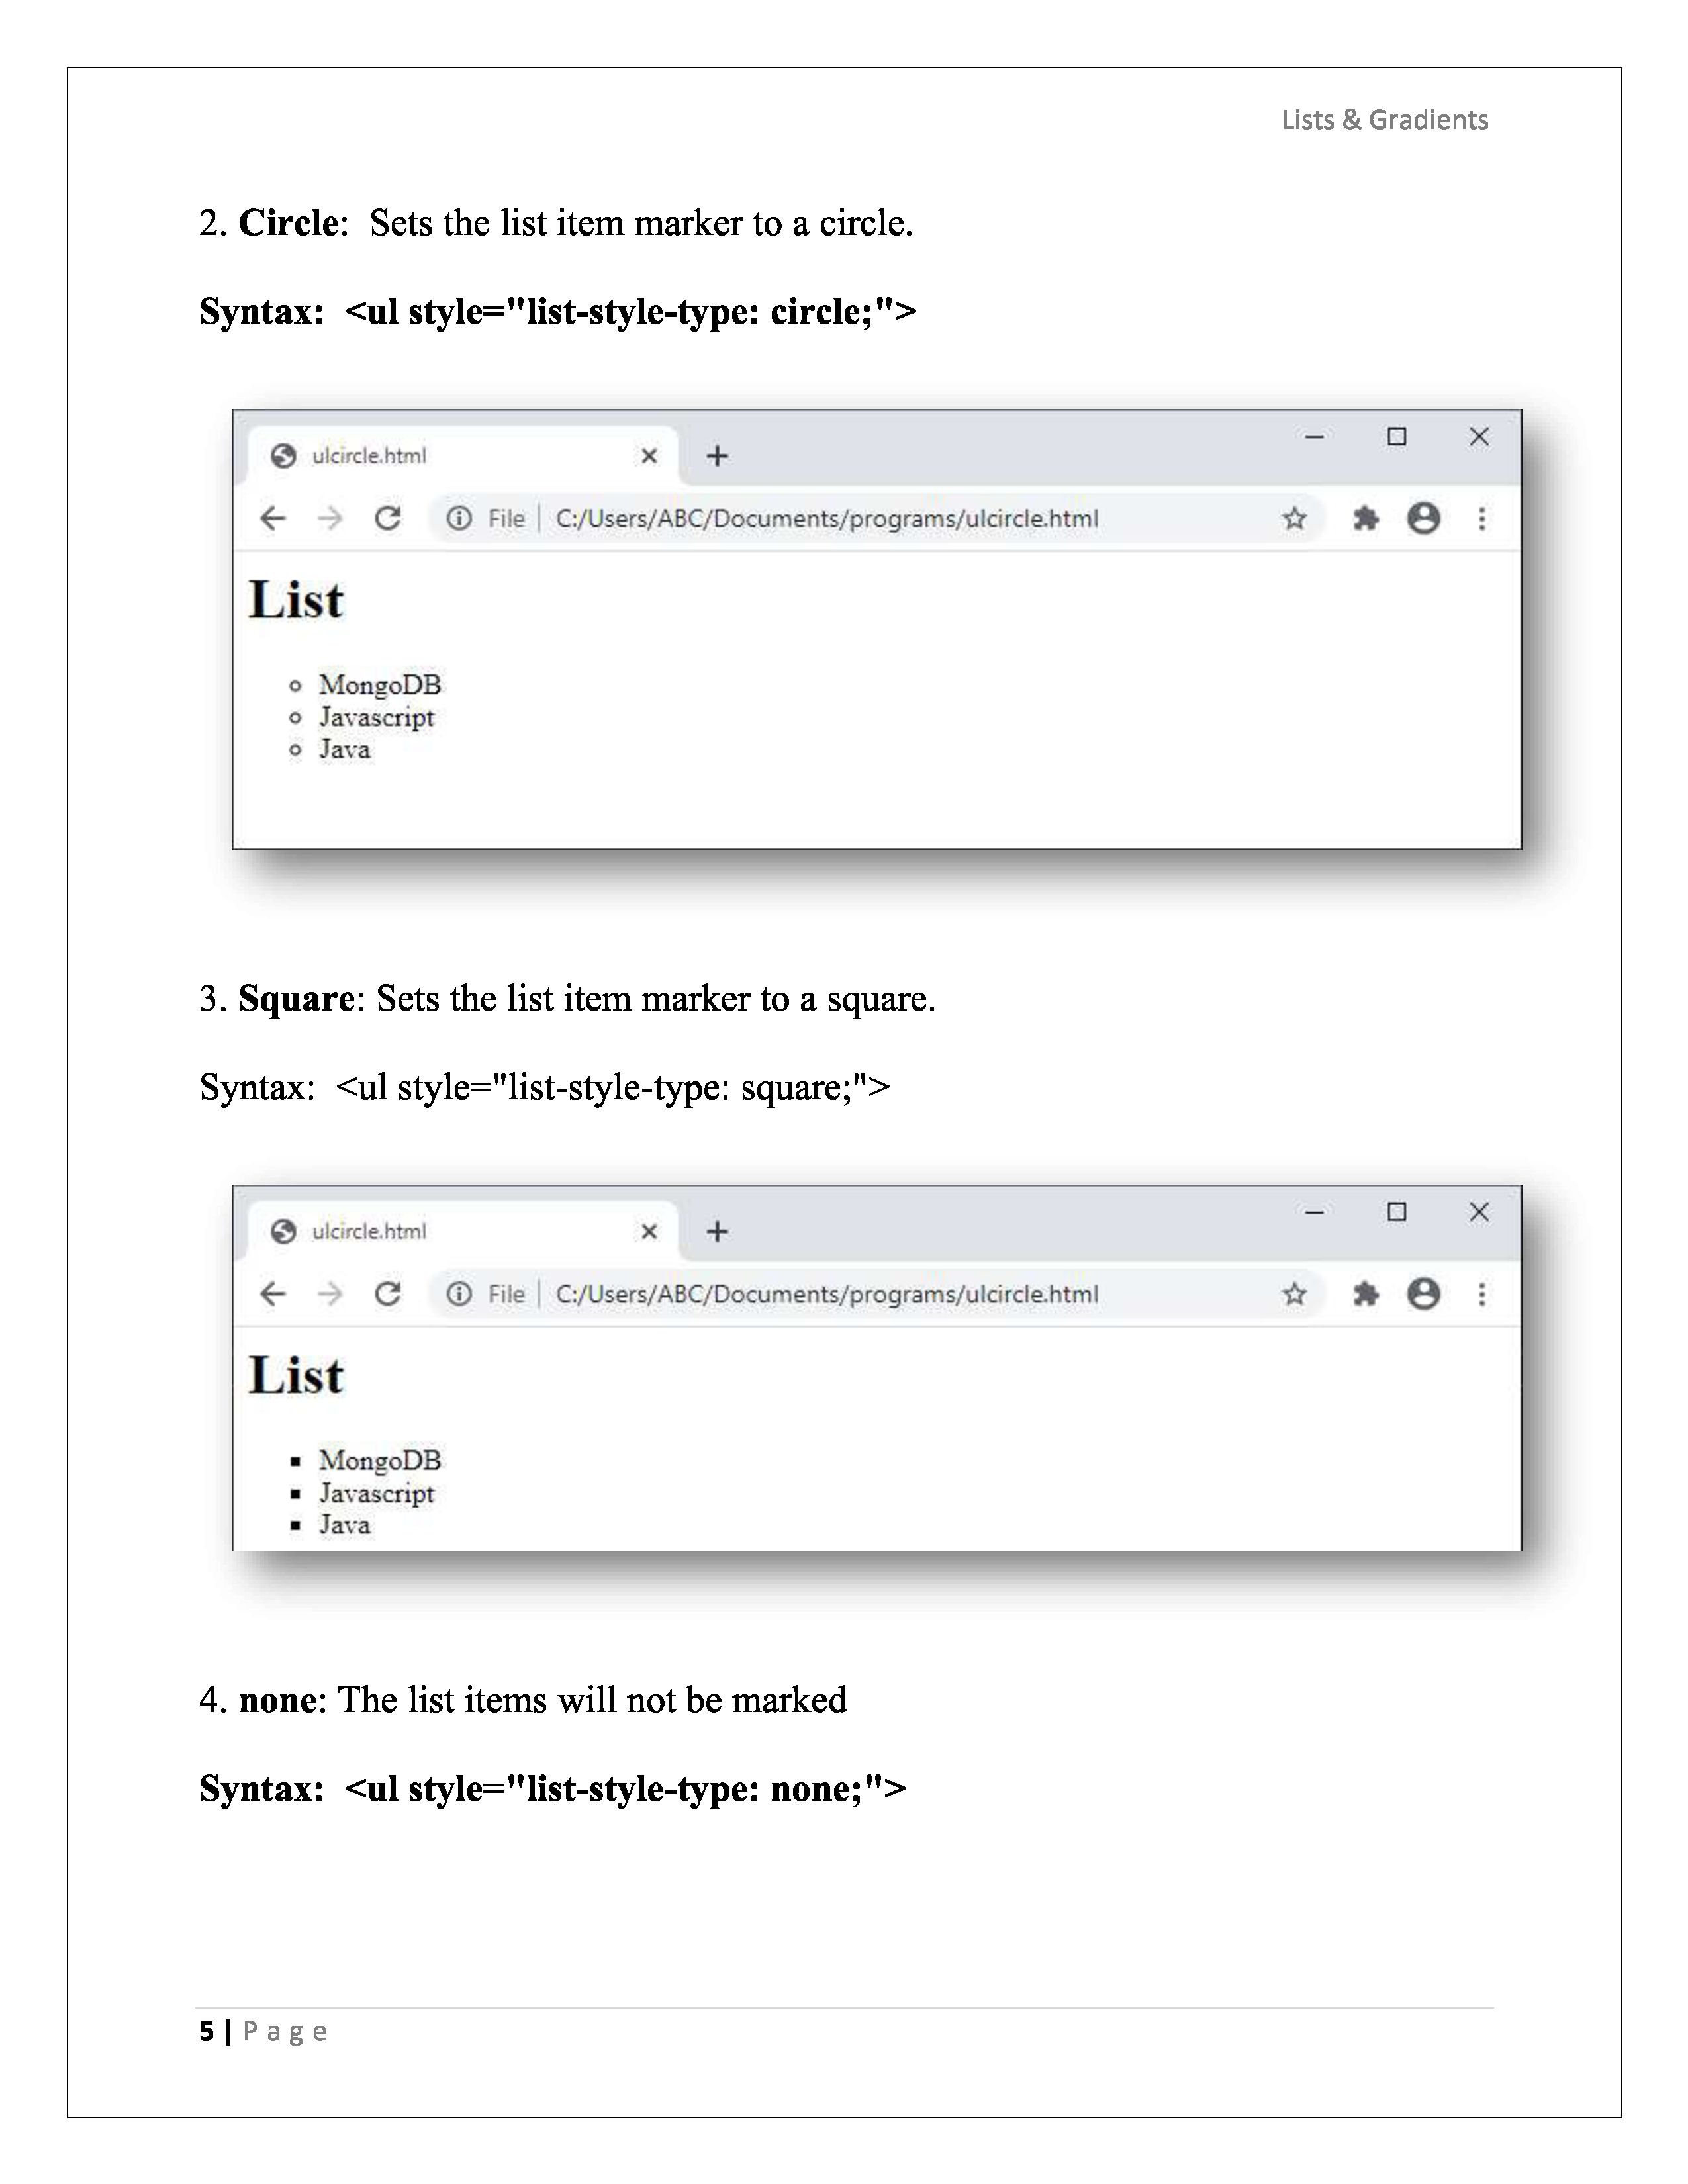 Lists & Gradients
2. Circle:  Sets the list item marker to a circle.
Syntax:  <ul style="list-style-type: circle;">
ulcircle.html
File | C:/Users/ABC/Documents/programs/ulcircle.html
List
MongoDB
Javascript
Java
3. Square: Sets the list item marker to a square.
Syntax:  <ul style="list-style-type: square;">
ulcircle.html
File | C:/Users/ABC/Documents/programs/ulcircle.html
List
MongoDB
Javascript
Java
4. none: The list items will not be marked
Syntax:  <ul style="list-style-type: none;">
5 | P a g e